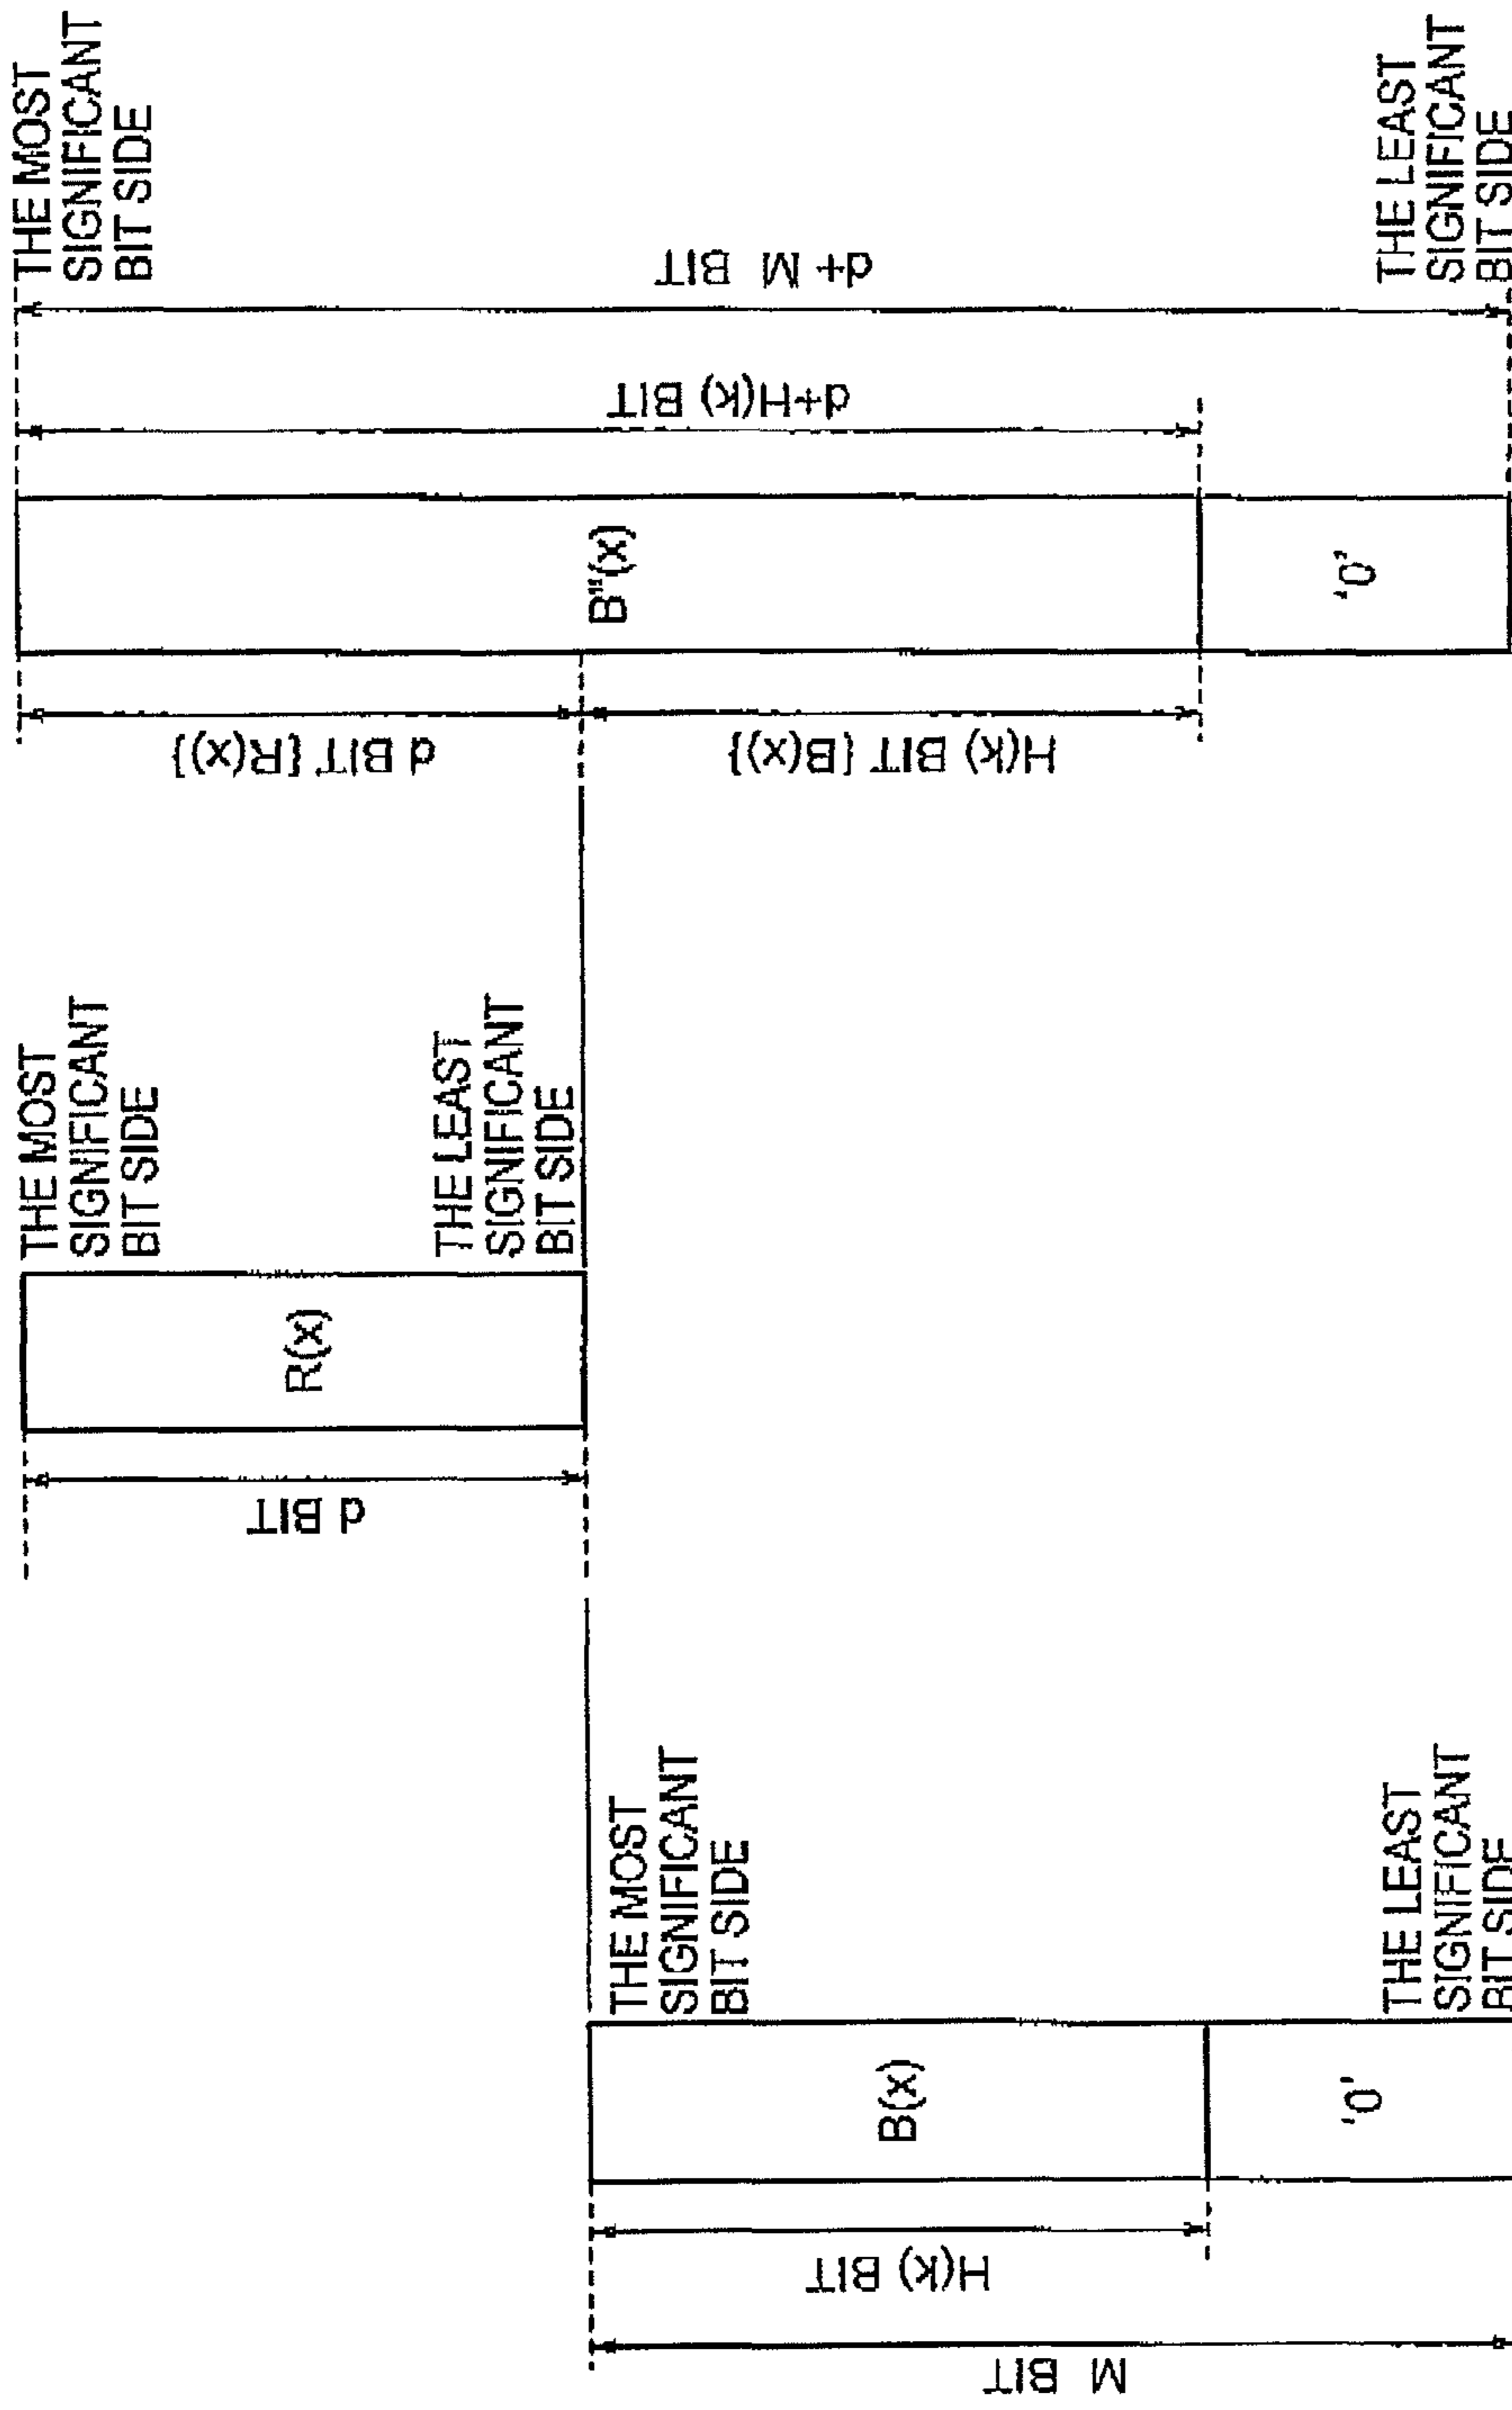 M BIT
H(k) BIT
B(x)
'0'
THE MOST
SIGNIFICANT
BIT SIDE
THE LEAST
SIGNIFICANT
BIT SIDE
d BIT
R(x)
THE MOST
SIGNIFICANT
BIT SIDE
THE LEAST
SIGNIFICANT
BIT SIDE
d BIT {R(x)}
H(k) BIT {B(x)}
B"(x)
'0'
d+H(k) BIT
d+ M BIT
THE MOST
SIGNIFICANT
BIT SIDE
THE LEAST
SIGNIFICANT
BIT SIDE